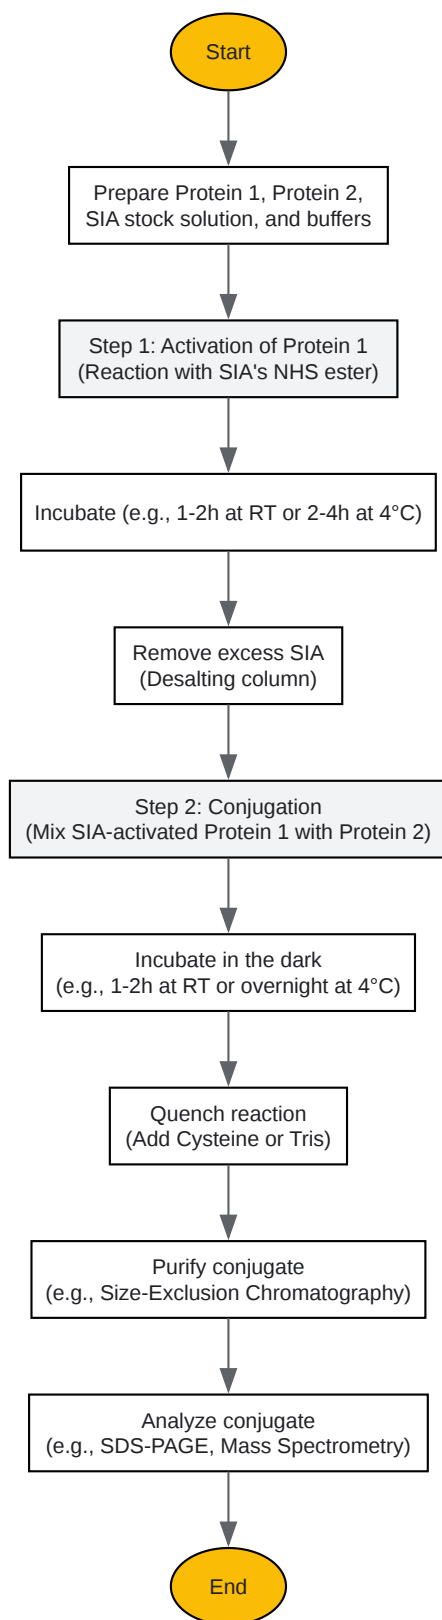 Start
Prepare Protein 1, Protein 2,
SIA stock solution, and buffers
Step 1: Activation of Protein 1
(Reaction with SIA's NHS ester)
Incubate (e.g., 1-2h at RT or 2-4h at 4°C)
Remove excess SIA
(Desalting column)
Step 2: Conjugation
(Mix SIA-activated Protein 1 with Protein 2)
Incubate in the dark
(e.g., 1-2h at RT or overnight at 4°C)
Quench reaction
(Add Cysteine or Tris)
Purify conjugate
(e.g., Size-Exclusion Chromatography)
Analyze conjugate
(e.g., SDS-PAGE, Mass Spectrometry)
End